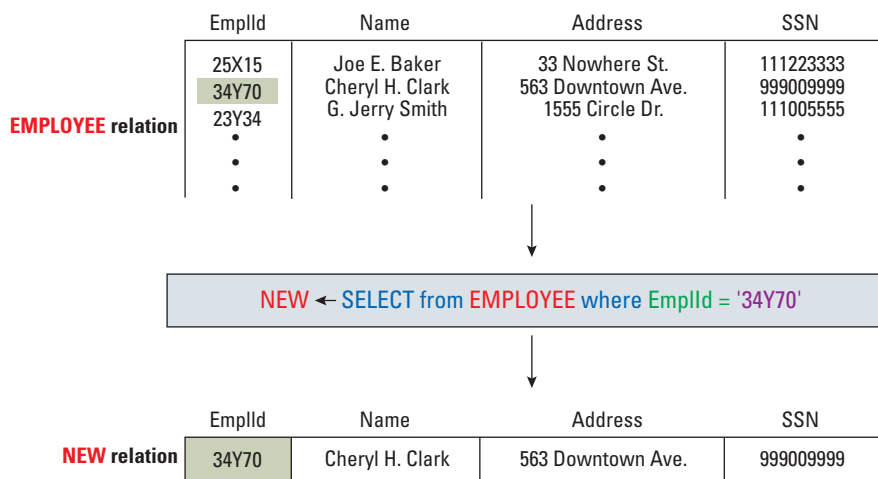 EmplId Name Address SSN
25X15 Joe E. Baker 33 Nowhere St. 111223333
34Y70 Cheryl H. Clark 563 Downtown Ave. 999009999
23Y34 G. Jerry Smith 1555 Circle Dr. 111005555
EMPLOYEE relation
• • • •
• • • •
• • • •
NEW ← SELECT from EMPLOYEE where EmplId = '34Y70'
EmplId Name Address SSN
NEW relation 34Y70 Cheryl H. Clark 563 Downtown Ave. 999009999